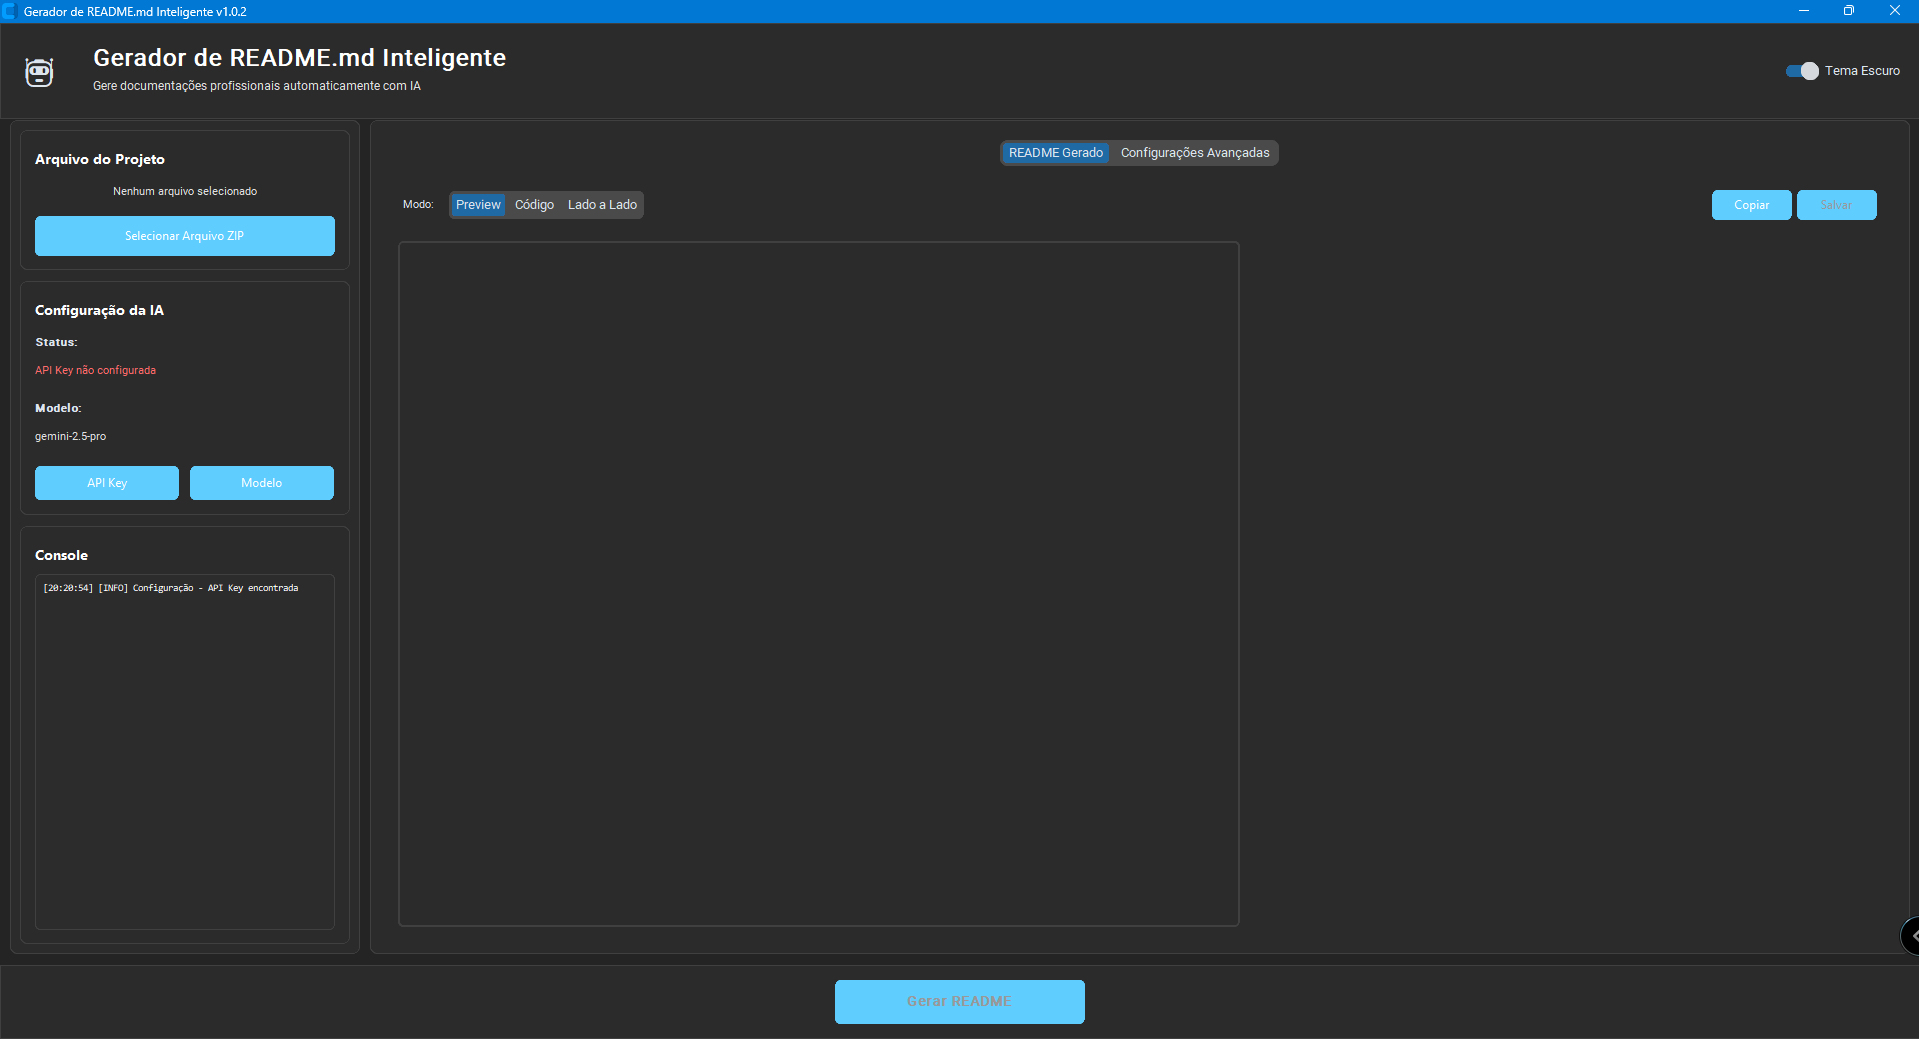 Gerador de README.md Inteligente v1.0.2
Gerador de README.md Inteligente
Gere documentações profissionais automaticamente com IA
Tema Escuro
Arquivo do Projeto
Nenhum arquivo selecionado
Selecionar Arquivo ZIP
Configuração da IA
Status:
API Key não configurada
Modelo:
gemini-2.5-pro
API Key
Modelo
Console
[20:20:54] [INFO] Configuração - API Key encontrada
README Gerado
Configurações Avançadas
Modo:
Preview
Código
Lado a Lado
Copiar
Salvar
Gerar README